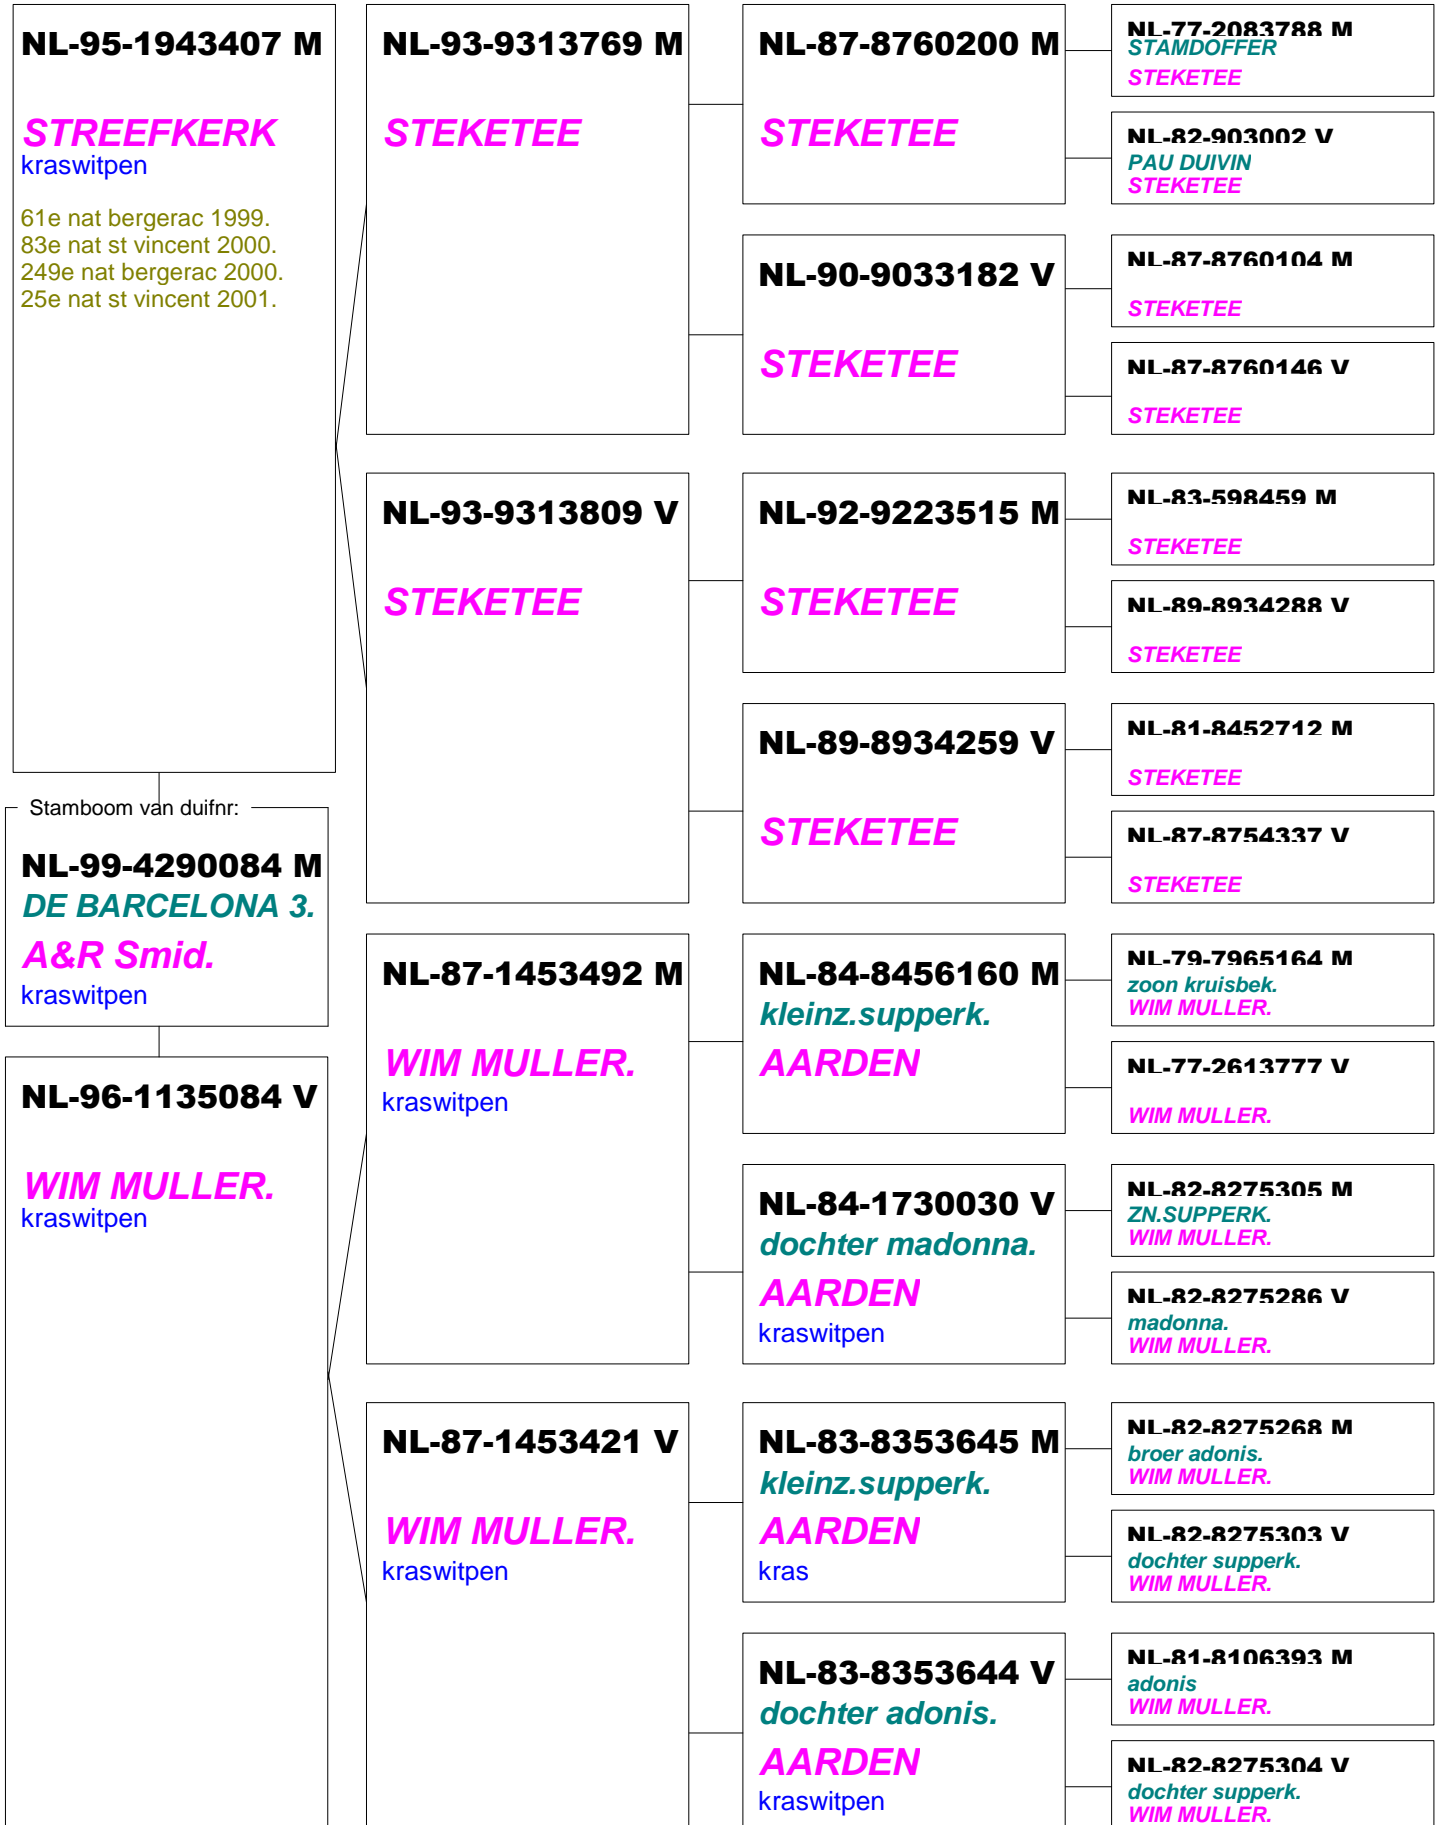 NL-95-1943407 M
STREEFKERK
kraswitpen
61e nat bergerac 1999.
83e nat st vincent 2000.
249e nat bergerac 2000.
25e nat st vincent 2001.
Stamboom van duifnr:
NL-99-4290084 M
DE BARCELONA 3.
A&R Smid.
kraswitpen
NL-96-1135084 V
WIM MULLER.
kraswitpen
NL-93-9313769 M
STEKETEE
NL-93-9313809 V
STEKETEE
NL-87-1453492 M
WIM MULLER.
kraswitpen
NL-87-1453421 V
WIM MULLER.
kraswitpen
NL-87-8760200 M
STEKETEE
NL-90-9033182 V
STEKETEE
NL-92-9223515 M
STEKETEE
NL-89-8934259 V
STEKETEE
NL-84-8456160 M
kleinz.supperk.
AARDEN
NL-84-1730030 V
dochter madonna.
AARDEN
kraswitpen
NL-83-8353645 M
kleinz.supperk.
AARDEN
kras
NL-83-8353644 V
dochter adonis.
AARDEN
kraswitpen
NL-77-2083788 M
STAMDOFFER
STEKETEE
NL-82-903002 V
PAU DUIVIN
STEKETEE
NL-87-8760104 M
STEKETEE
NL-87-8760146 V
STEKETEE
NL-83-598459 M
STEKETEE
NL-89-8934288 V
STEKETEE
NL-81-8452712 M
STEKETEE
NL-87-8754337 V
STEKETEE
NL-79-7965164 M
zoon kruisbek.
WIM MULLER.
NL-77-2613777 V
WIM MULLER.
NL-82-8275305 M
ZN.SUPPERK.
WIM MULLER.
NL-82-8275286 V
madonna.
WIM MULLER.
NL-82-8275268 M
broer adonis.
WIM MULLER.
NL-82-8275303 V
dochter supperk.
WIM MULLER.
NL-81-8106393 M
adonis
WIM MULLER.
NL-82-8275304 V
dochter supperk.
WIM MULLER.